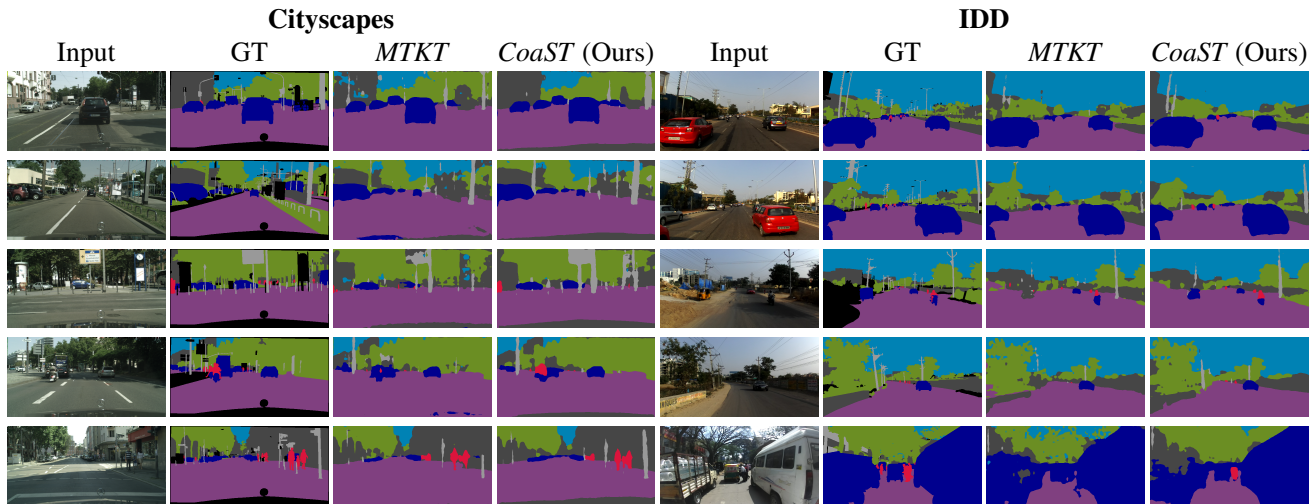 Cityscapes IDD
Input GT MTKT CoaST (Ours) Input GT MTKT CoaST (Ours)